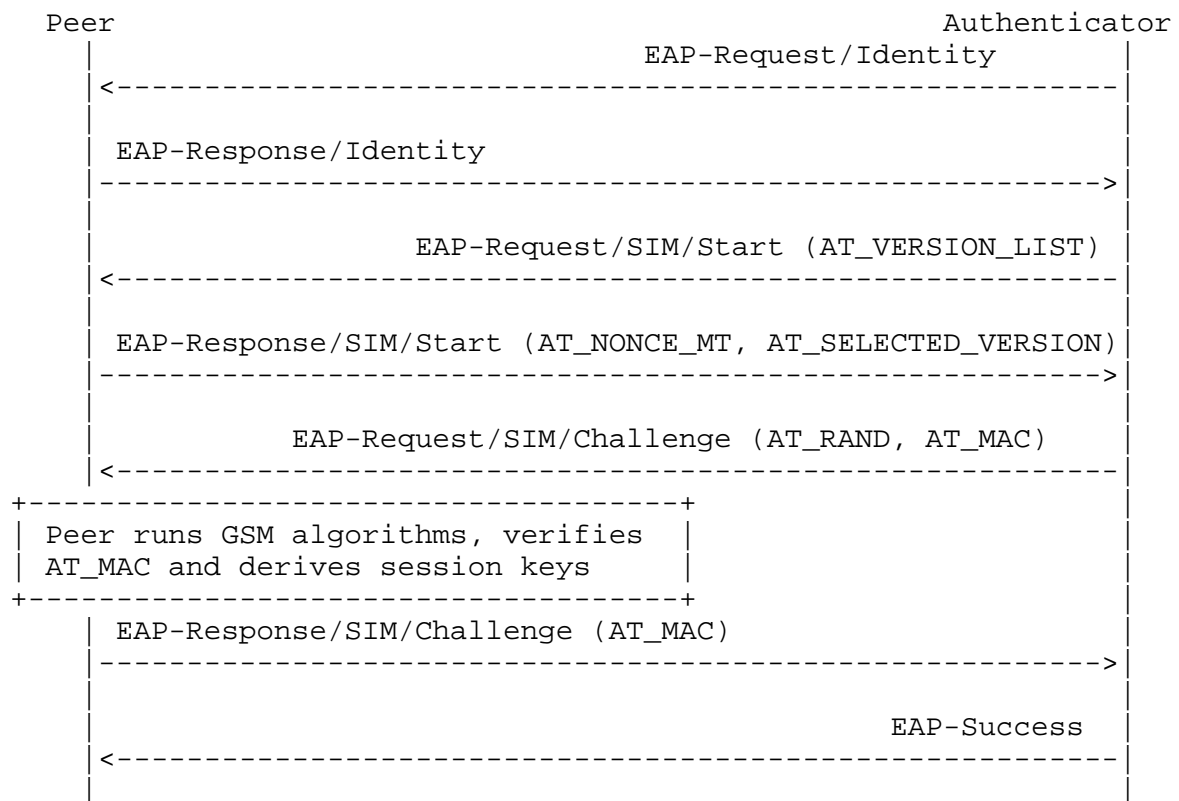 Peer Authenticator
EAP-Request/Identity
EAP-Response/Identity
EAP-Request/SIM/Start (AT_VERSION_LIST)
EAP-Response/SIM/Start (AT_NONCE_MT, AT_SELECTED_VERSION)
EAP-Request/SIM/Challenge (AT_RAND, AT_MAC)
Peer runs GSM algorithms, verifies
AT_MAC and derives session keys
EAP-Response/SIM/Challenge (AT_MAC)
EAP-Success